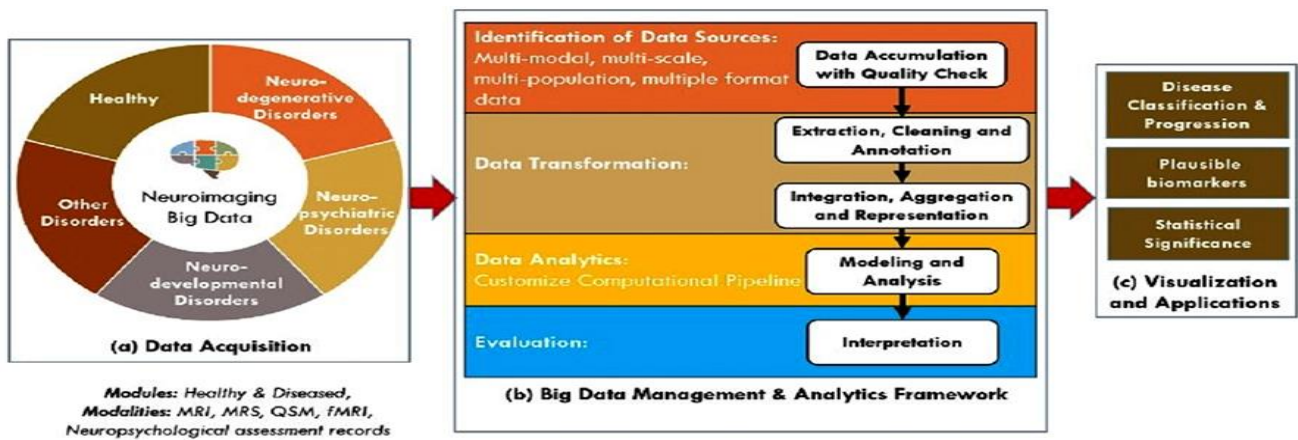 Healthy
Neuro-
degenerative
Disorders
Other
Disorders
Neuroimaging
Big Data
Neuro-
psychiatric
Disorders
Neuro-
developmental
Disorders
(a) Data Acquisition
Modules: Healthy & Diseased,
Modalities: MRI, MRS, QSM, fMRI,
Neuropsychological assessment records
Identification of Data Sources:
Multi-modal, multi-scale,
multi-population, multiple format
data
Data Accumulation
with Quality Check
Data Transformation:
Extraction, Cleaning and
Annotation
Integration, Aggregation
and Representation
Data Analytics:
Customize Computational Pipeline
Modeling and
Analysis
Evaluation:
Interpretation
(b) Big Data Management & Analytics Framework
Disease
Classification &
Progression
Plausible
biomarkers
Statistical
Significance
(c) Visualization
and Applications